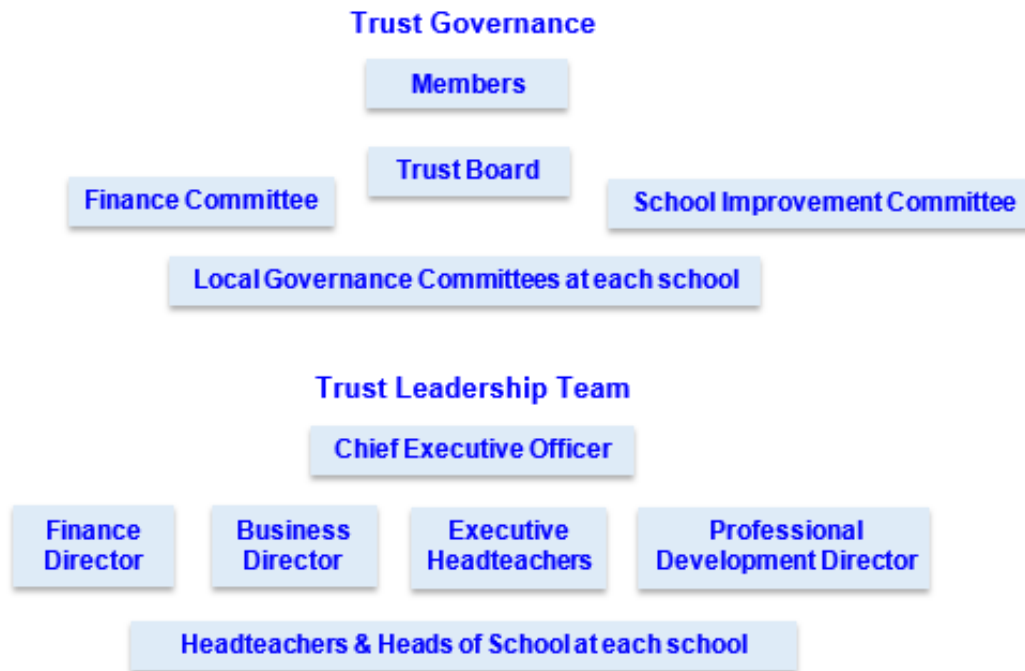 Trust Governance
Members
Trust Board
Finance Committee
School Improvement Committee
Local Governance Committees at each school
Trust Leadership Team
Chief Executive Officer
Finance
Director
Business
Director
Executive
Headteachers
Professional
Development Director
Headteachers & Heads of School at each school